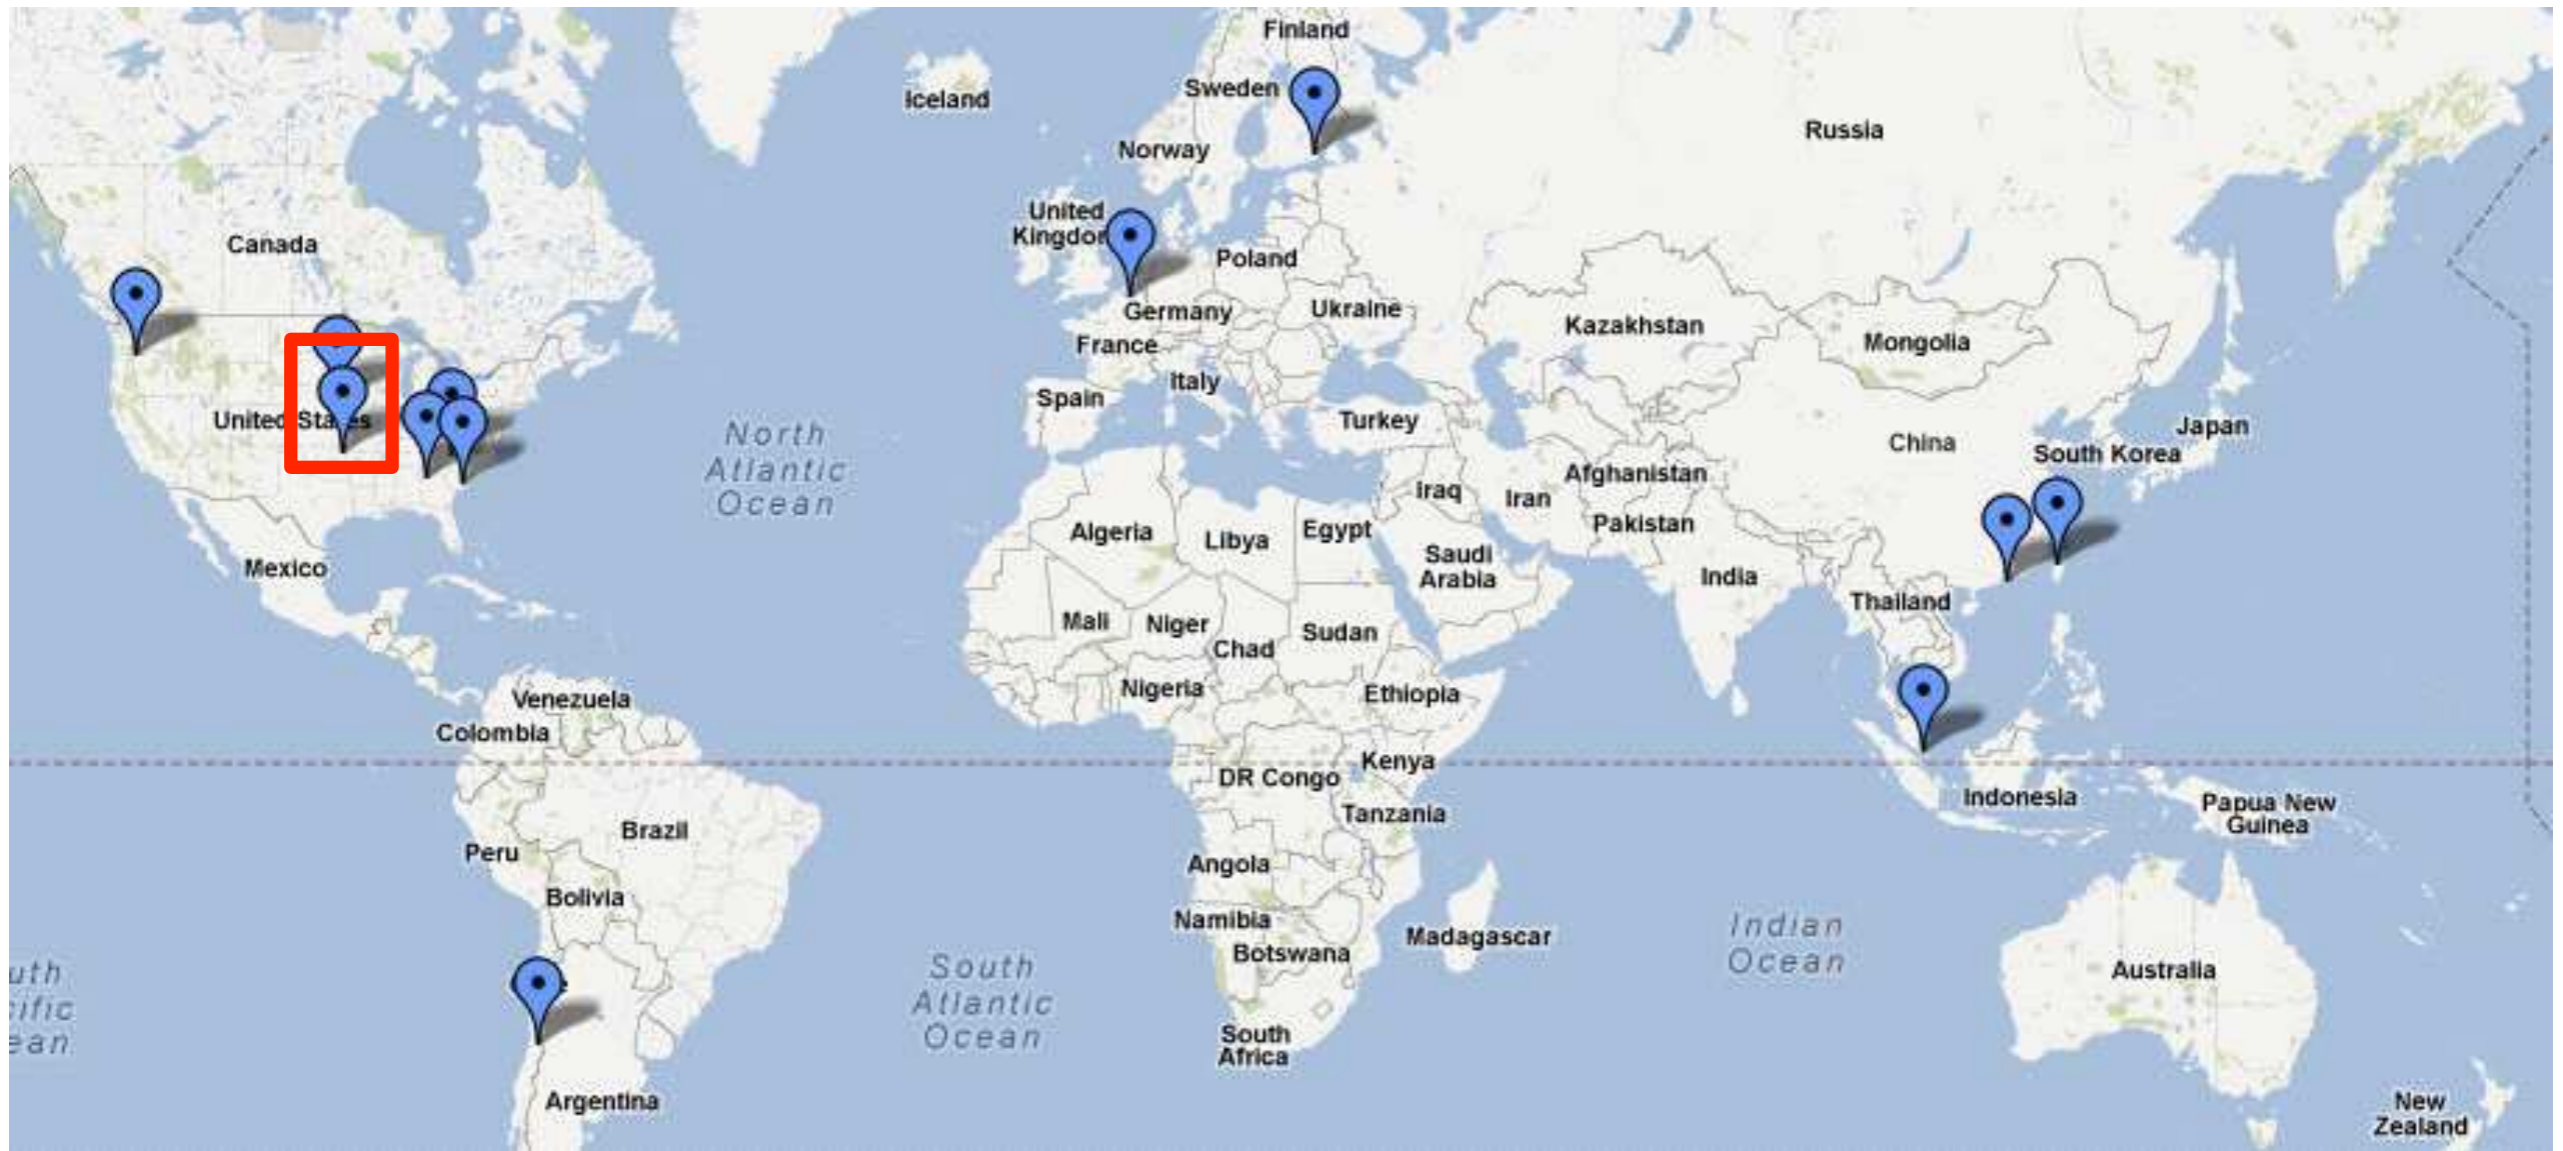 Finland
Sweden
Iceland
Russia
Norway
United
Canada
Poland
Germany
Ukraine
Kazakhstan
Mongolia
France
Italy
Spain
United States
Turkey
Japan
North
Atlantic
Ocean
China
South Korea
Afghanistan
Iraq
Iran
Pakistan
Algeria
Libya
Egypt
Saudi
Arabia
Mexico
India
Thailand
Mali
Niger
Chad
Sudan
Nigeria
Ethiopia
Venezuela
Colombia
Kenya
DR Congo
Indonesia
Papua New
Guinea
Tanzania
Brazil
Peru
Angola
Bolivia
Namibia
Botswana
Madagascar
Indian
Ocean
South
Atlantic
Ocean
Australia
South
Africa
Argentina
New
Zealand